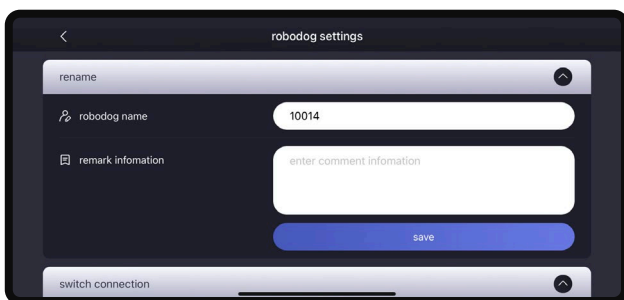 robodog settings
rename
robodog name
10014
remark infomation
enter comment infomation
save
switch connection